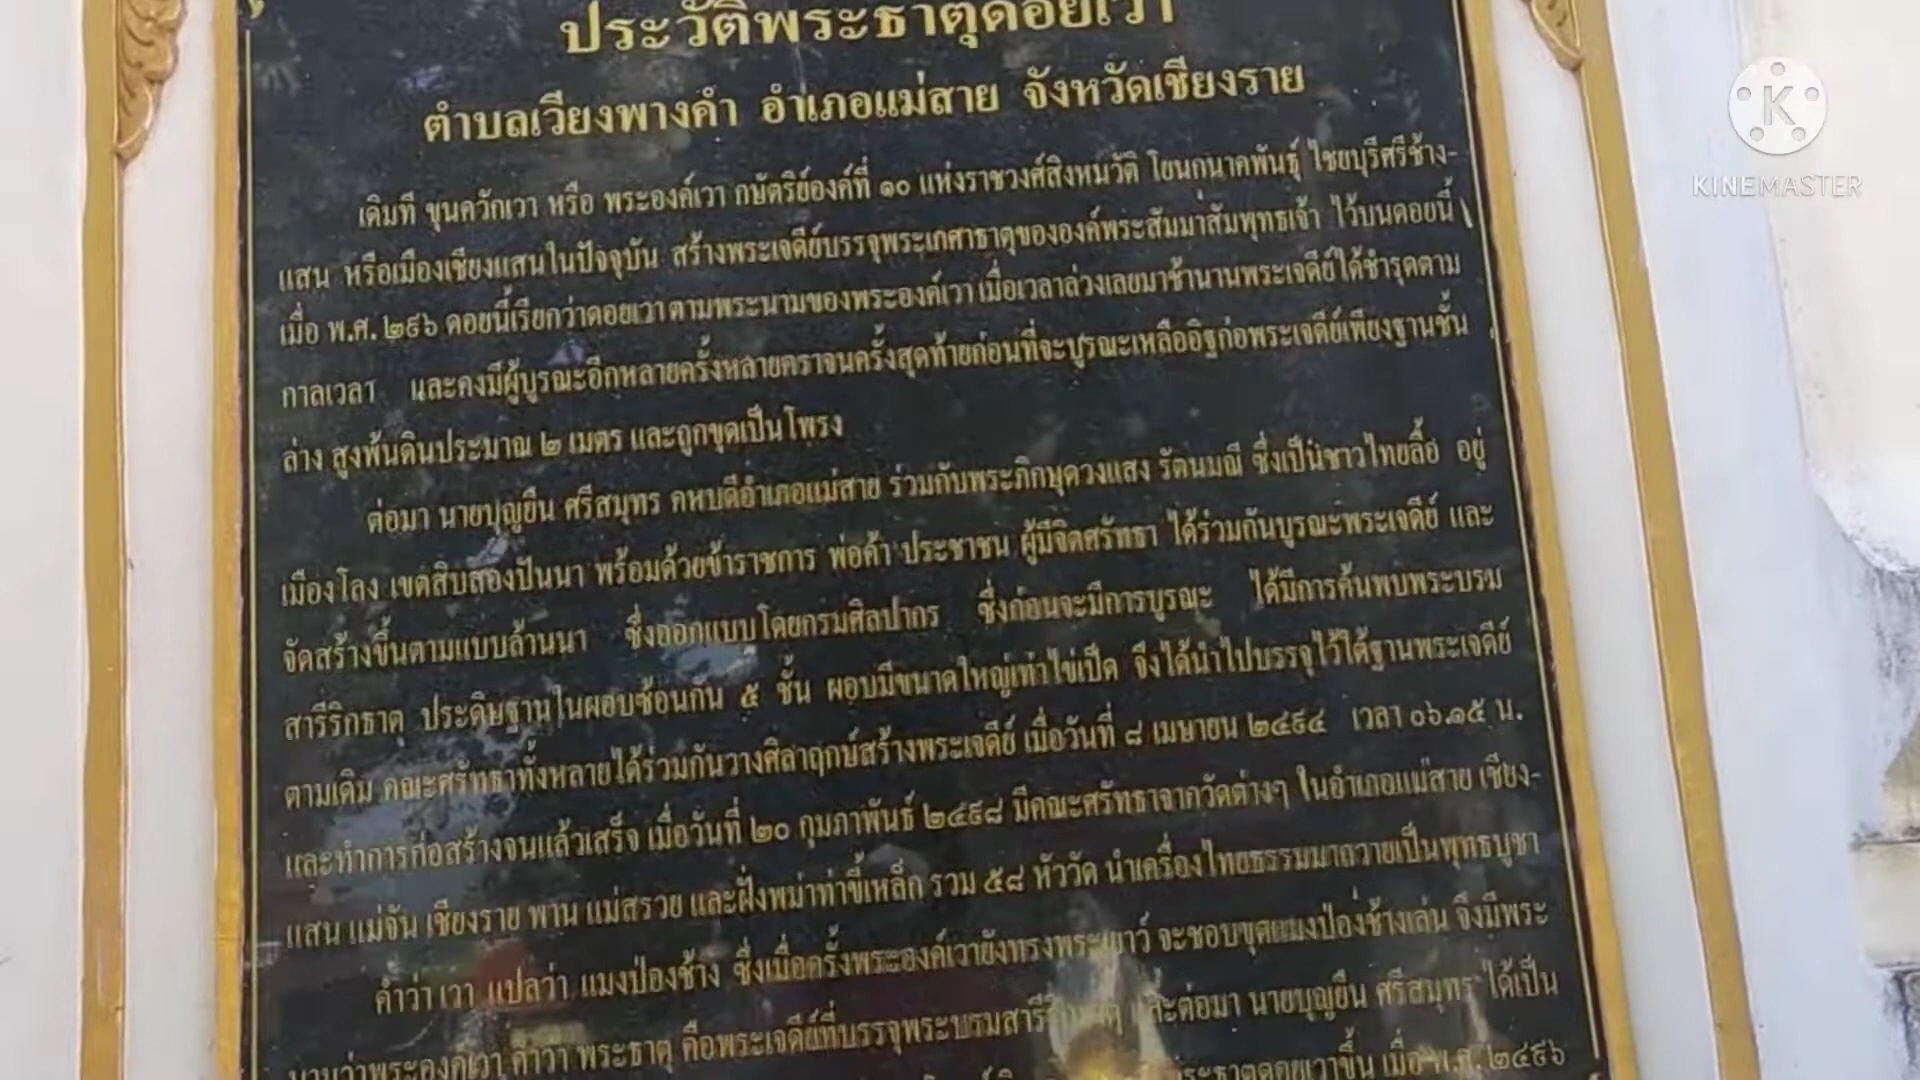 ประวัติพระธาตุดอยเวา
ตำบลเวียงพางคำ อำเภอแม่สาย จังหวัดเชียงราย
เดิมที ขุนควักเวา หรือ พระองค์เวา กษัตริย์องค์ที่ ๑๐ แห่งราชวงศ์สิงหนวัติ โยนกนาคพันธุ์ ไชยบุรีศรีช้าง-
แสน หรือเมืองเชียงแสนในปัจจุบัน สร้างพระเจดีย์บรรจุพระเกศาธาตุขององค์พระสัมมาสัมพุทธเจ้า ไว้บนดอยนี้
เมื่อ พ.ศ. ๒๙๖ ดอยนี้เรียกว่าดอยเวาตามพระนามของพระองค์เวา เมื่อเวลาล่วงเลยมาช้านานพระเจดีย์ได้ชำรุดตาม
กาลเวลา และคงมีผู้บูรณะอีกหลายครั้งหลายคราจนครั้งสุดท้ายก่อนที่จะบูรณะเหลืออิฐก่อพระเจดีย์เพียงฐานชั้น
ล่าง สูงพ้นดินประมาณ ๒ เมตร และถูกขุดเป็นโพรง
ต่อมา นายบุญยืน ศรีสมุทร คหบดีอำเภอแม่สาย ร่วมกับพระภิกษุดวงแสง รัตนมณี ซึ่งเป็นชาวไทยลื้อ อยู่
เมืองโลง เขตสิบสองปันนา พร้อมด้วยข้าราชการ พ่อค้า ประชาชน ผู้มีจิตศรัทธา ได้ร่วมกันบูรณะพระเจดีย์ และ
จัดสร้างขึ้นตามแบบล้านนา ซึ่งออกแบบโดยกรมศิลปากร ซึ่งก่อนจะมีการบูรณะ ได้มีการค้นพบพระบรม
สารีริกธาตุ ประดิษฐานในผอบซ้อนกัน ๕ ชั้น ผอบมีขนาดใหญ่เท่าไข่เป็ด จึงได้นำไปบรรจุไว้ใต้ฐานพระเจดีย์
ตามเดิม คณะศรัทธาทั้งหลายได้ร่วมกันวางศิลาฤกษ์สร้างพระเจดีย์ เมื่อวันที่ ๘ เมษายน ๒๔๙๔ เวลา ๐๖.๑๕ น.
และทำการก่อสร้างจนแล้วเสร็จ เมื่อวันที่ ๒๐ กุมภาพันธ์ ๒๔๙๘ มีคณะศรัทธาจากวัดต่างๆ ในอำเภอแม่สาย เชียง-
แสน แม่จัน เชียงราย พาน แม่สรวย และฝั่งพม่าท่าขี้เหล็ก รวม ๕๘ หัววัด นำเครื่องไทยธรรมมาถวายเป็นพุทธบูชา
คำว่า เวา แปลว่า แมงป่องช้าง ซึ่งเมื่อครั้งพระองค์เวายังทรงพระเยาว์ จะชอบขุดแมงป่องช้างเล่น จึงมีพระ
นามว่าพระองค์เวา คำว่า พระธาตุ คือพระเจดีย์ที่บรรจุพระบรมสารีริกธาตุ และต่อมา นายบุญยืน ศรีสมุทร ได้เป็น
พระธาตุดอยเวาขึ้น เมื่อ พ.ศ. ๒๔๙๖
KINEMASTER